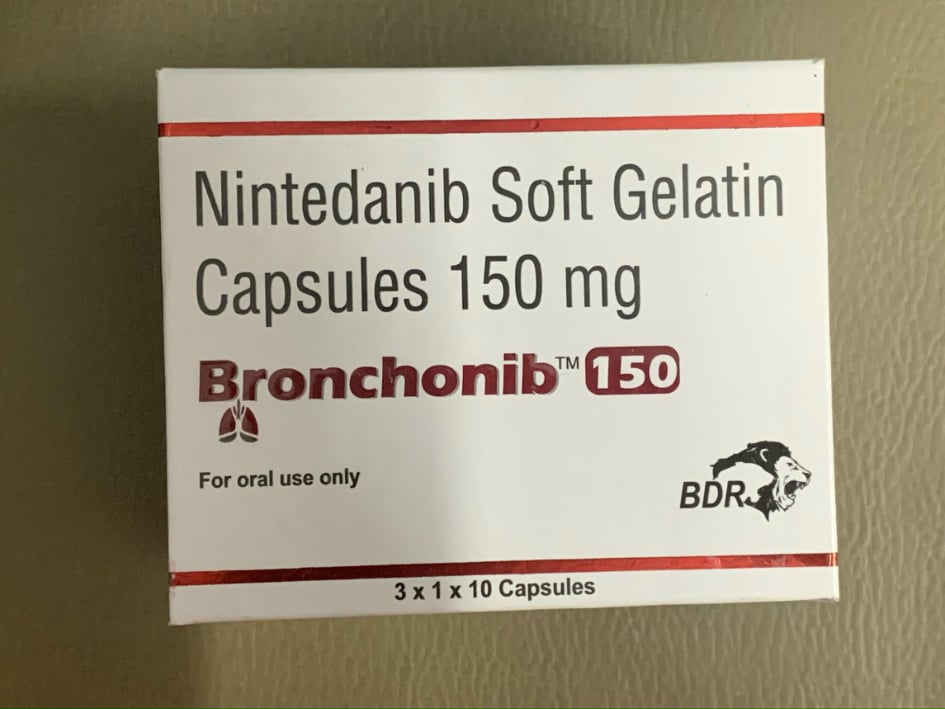 Nintedanib Soft Gelatin
Capsules 150 mg
Bronchonib™ 150
For oral use only
BDR
3 x 1 x 10 Capsules